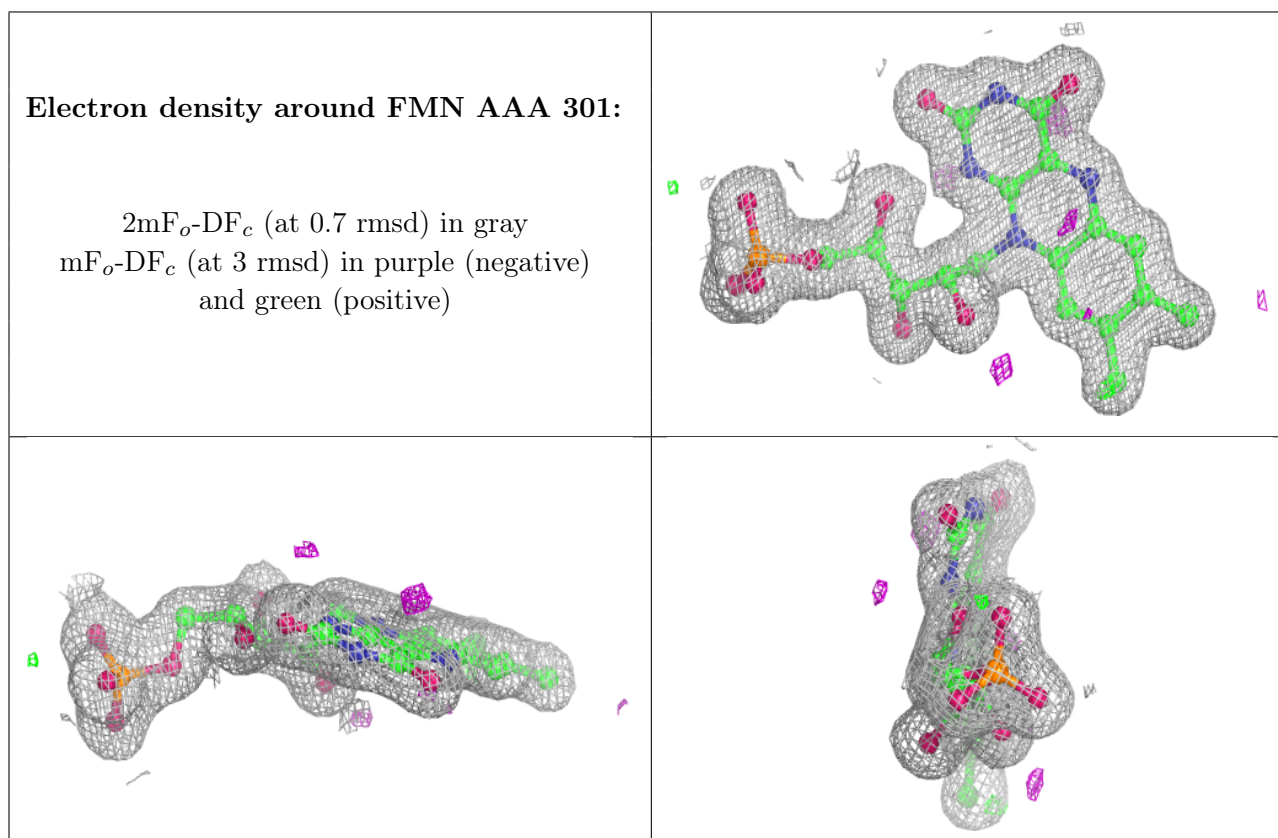 Electron density around FMN AAA 301:
2mFo-DFc (at 0.7 rmsd) in gray
mFo-DFc (at 3 rmsd) in purple (negative)
and green (positive)